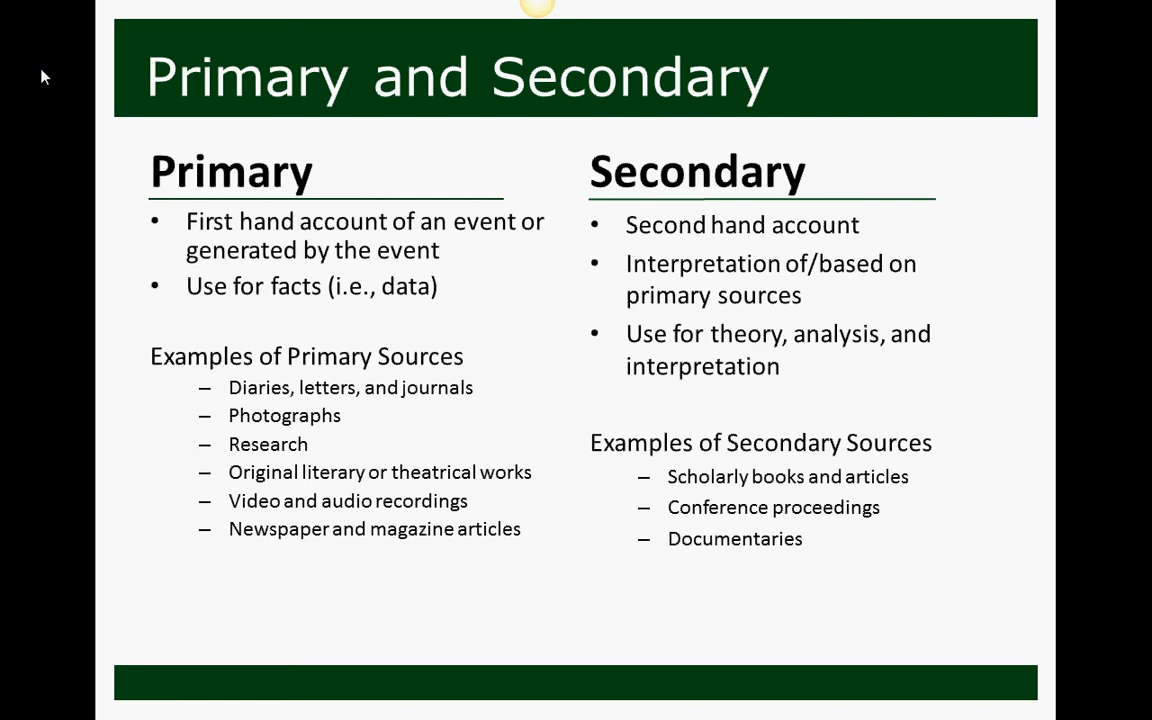 Primary and Secondary
Primary
• First hand account of an event or
generated by the event
• Use for facts (i.e., data)
Examples of Primary Sources
– Diaries, letters, and journals
– Photographs
– Research
– Original literary or theatrical works
– Video and audio recordings
– Newspaper and magazine articles
Secondary
• Second hand account
• Interpretation of/based on
primary sources
• Use for theory, analysis, and
interpretation
Examples of Secondary Sources
– Scholarly books and articles
– Conference proceedings
– Documentaries